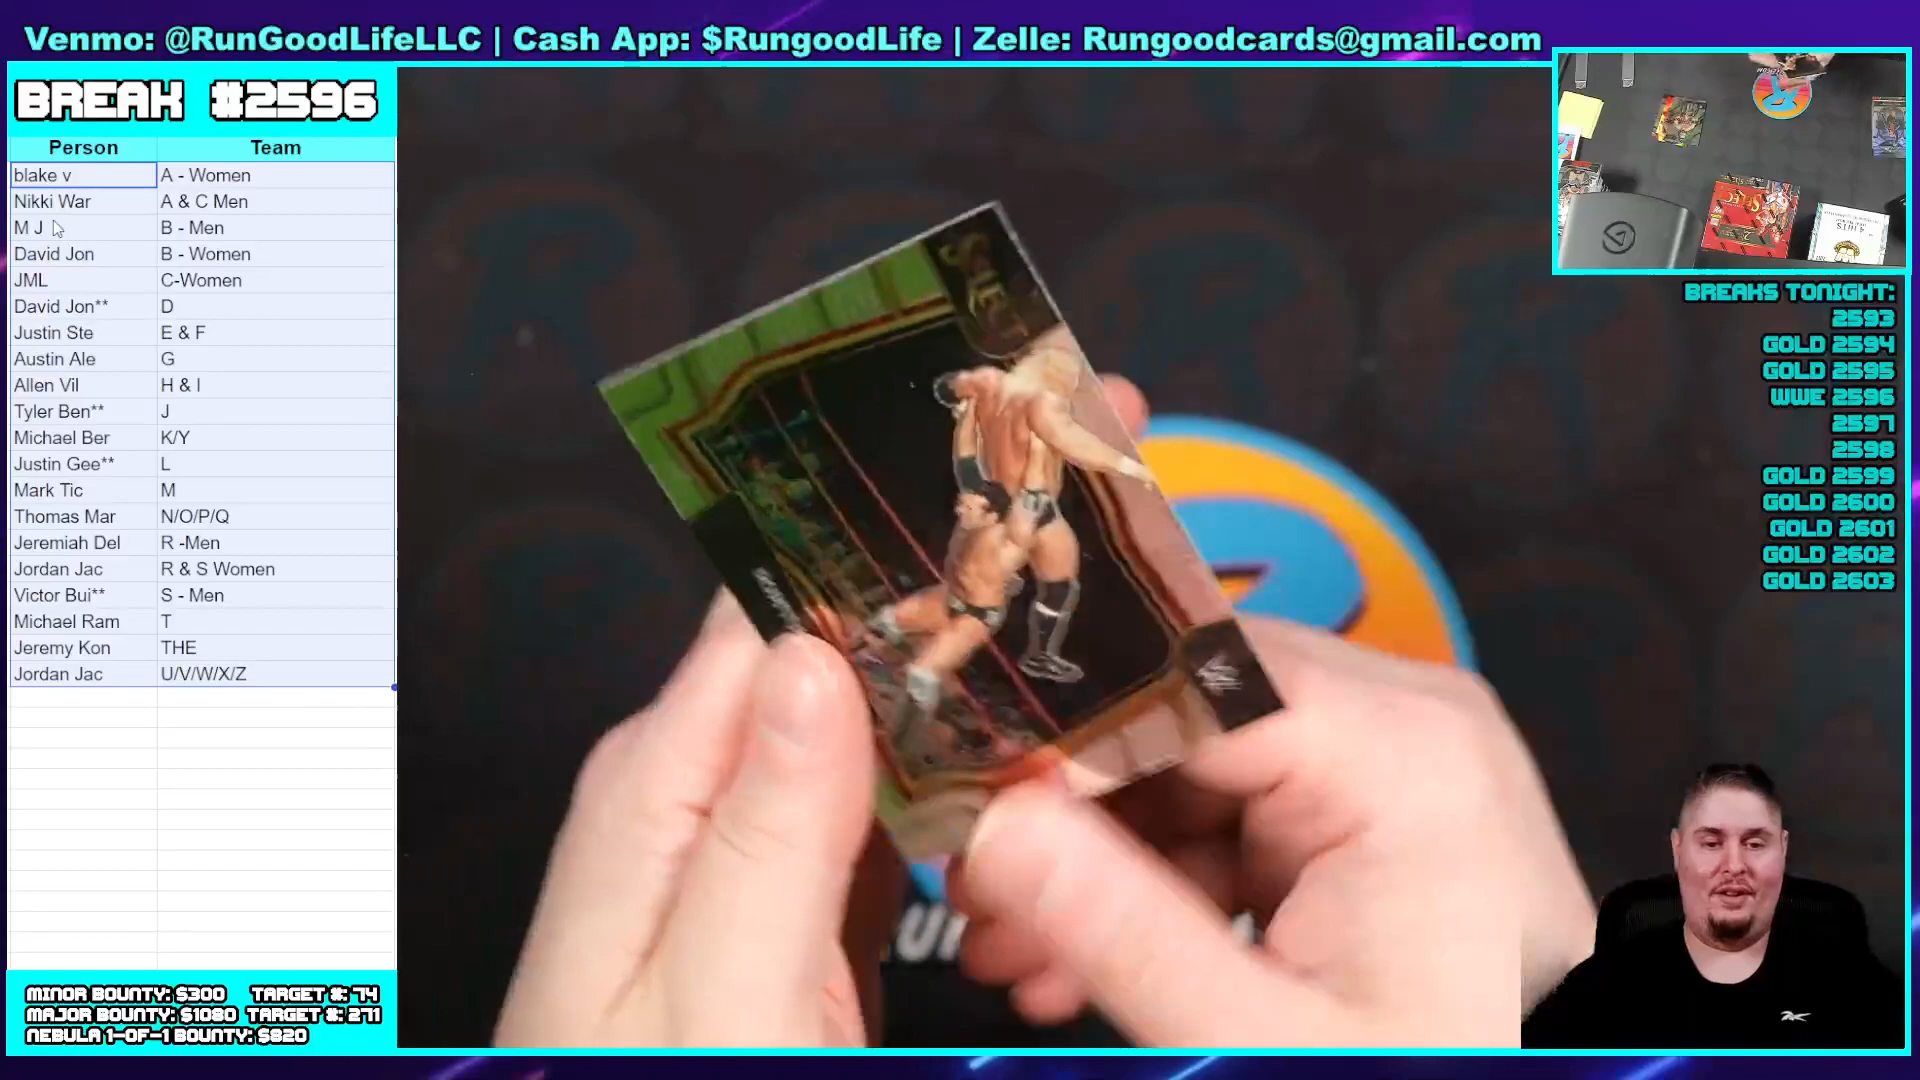 Venmo: @RunGoodLifeLLC | Cash App: $RungoodLife | Zelle: Rungoodcards@gmail.com
BREAK #2596
Person Team
blake v A - Women
Nikki War A & C Men
M J B - Men
David Jon B - Women
JML C-Women
David Jon** D
Justin Ste E & F
Austin Ale G
Allen Vil H & I
Tyler Ben** J
Michael Ber K/Y
Justin Gee** L
Mark Tic M
Thomas Mar N/O/P/Q
Jeremiah Del R -Men
Jordan Jac R & S Women
Victor Bui** S - Men
Michael Ram T
Jeremy Kon THE
Jordan Jac U/V/W/X/Z
MINOR BOUNTY: $300 TARGET #: 74
MAJOR BOUNTY: $1080 TARGET #: 271
NEBULA 1-OF-1 BOUNTY: $820
SELECT
BREAKS TONIGHT:
2593
GOLD 2594
GOLD 2595
WWE 2596
2597
2598
GOLD 2599
GOLD 2600
GOLD 2601
GOLD 2602
GOLD 2603